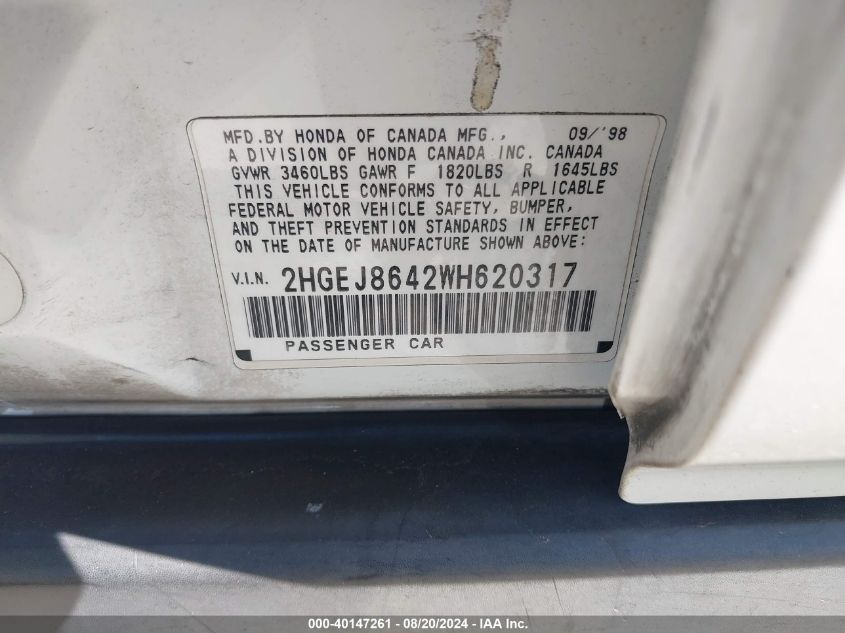 MFD.BY HONDA OF CANADA MFG., 09/'98
A DIVISION OF HONDA CANADA INC. CANADA
GVWR 3460LBS GAWR F 1820LBS R 1645LBS
THIS VEHICLE CONFORMS TO ALL APPLICABLE
FEDERAL MOTOR VEHICLE SAFETY, BUMPER,
AND THEFT PREVENTION STANDARDS IN EFFECT
ON THE DATE OF MANUFACTURE SHOWN ABOVE:
V.I.N. 2HGEJ8642WH620317
PASSENGER CAR
000-40147261 - 08/20/2024 - IAA Inc.